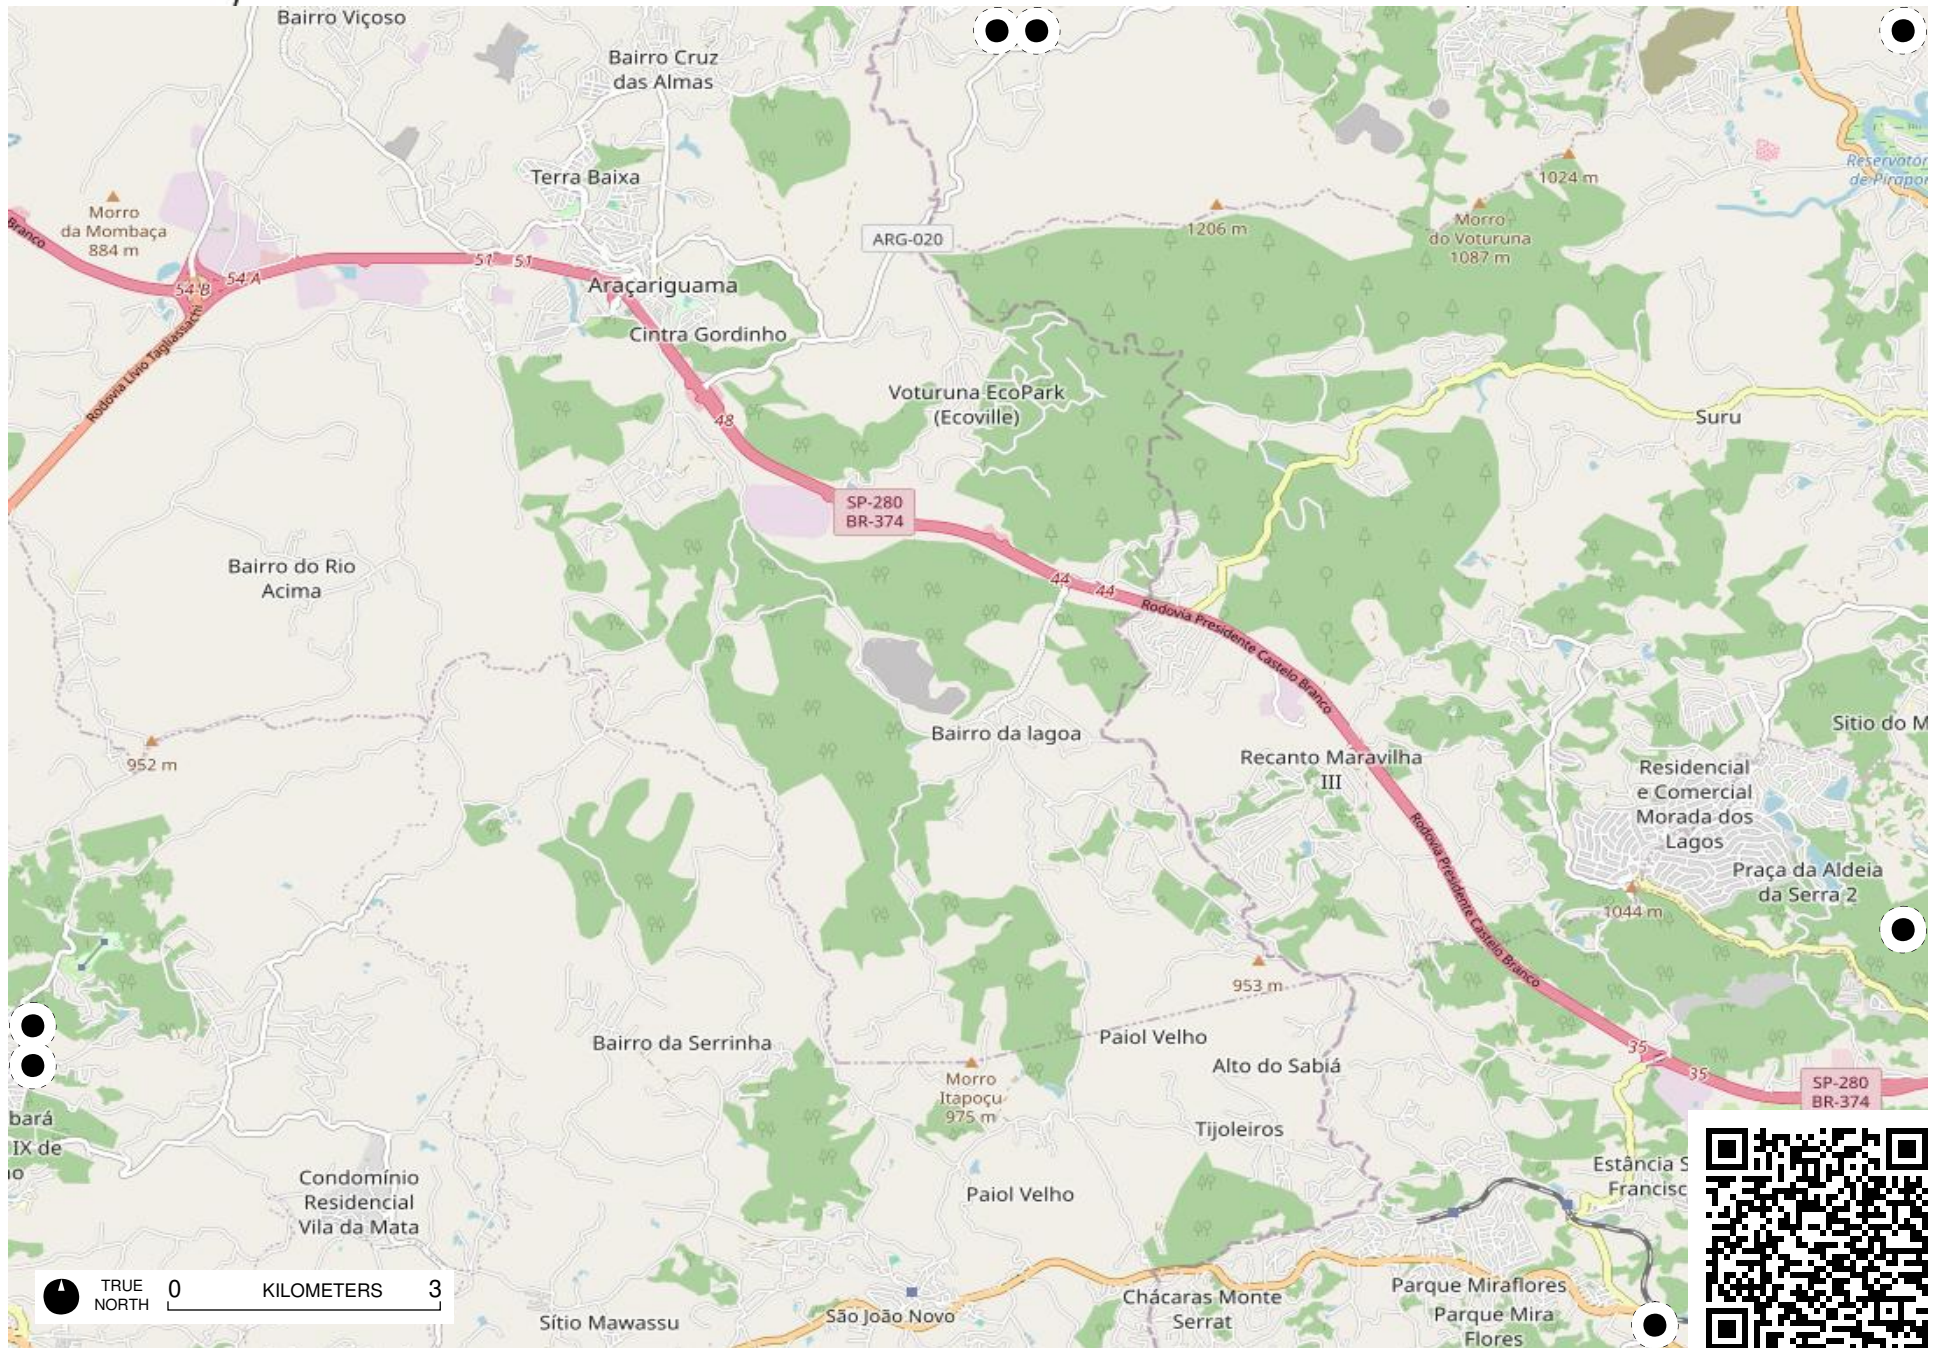 Bairro Viçoso
Bairro Cruz
das Almas
Terra Baixa
1024 m
Morro
da Mombaça
884 m
Branco
ARG-020
1206 m
Morro
do Voturuna
1087 m
54-B
54-A
51
51
Araçariguama
Cintra Gordinho
Rodovia Lívio Tagliassachi
Voturuna EcoPark
(Ecoville)
48
Suru
SP-280
BR-374
Bairro do Rio
Acima
44
44
Rodovia Presidente Castelo Branco
952 m
Bairro da lagoa
Sitio do M
Recanto Maravilha
III
Residencial
e Comercial
Morada dos
Lagos
Rodovia Presidente Castelo Branco
Praça da Aldeia
da Serra 2
1044 m
953 m
Bairro da Serrinha
Paiol Velho
Alto do Sabiá
35
35
SP-280
BR-374
Morro
Itapoçu
975 m
bará
IX de
Tijoleiros
Condomínio
Residencial
Vila da Mata
Paiol Velho
Estância S
Francisc
TRUE
NORTH
0 KILOMETERS 3
Sítio Mawassu
São João Novo
Chácaras Monte
Serrat
Parque Miraflores
Parque Mira
Flores